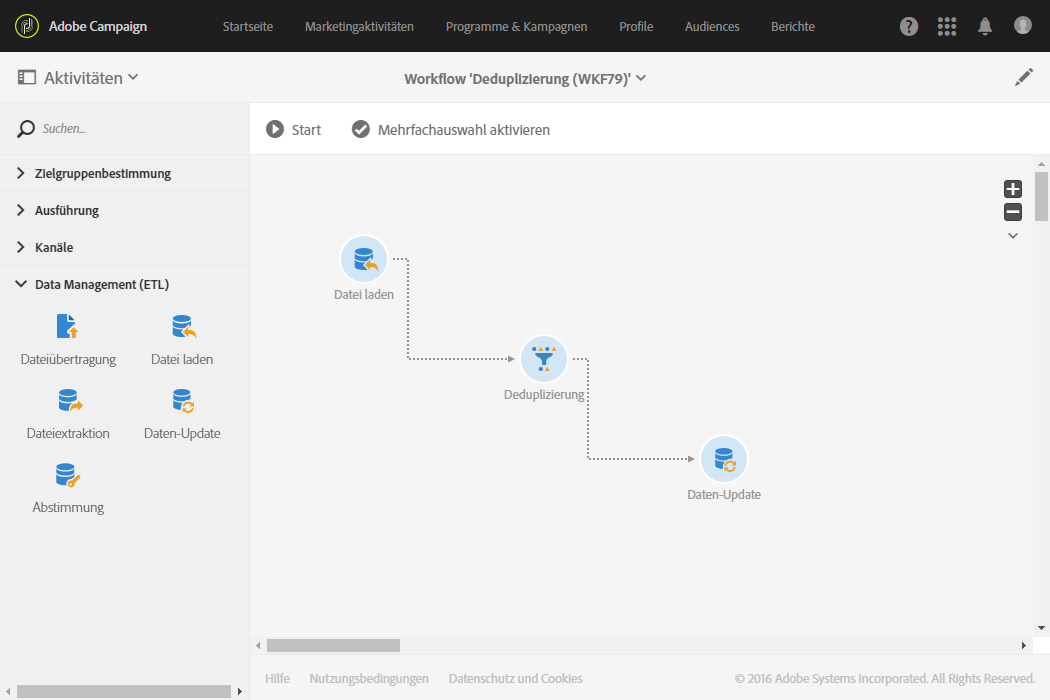 Adobe Campaign
Startseite
Marketingaktivitäten
Programme & Kampagnen
Profile
Audiences
Berichte
Aktivitäten
Workflow 'Deduplizierung (WKF79)'
Suchen...
Start
Mehrfachauswahl aktivieren
Zielgruppenbestimmung
Ausführung
Kanäle
Data Management (ETL)
Dateiübertragung
Datei laden
Dateiextraktion
Daten-Update
Abstimmung
Datei laden
Deduplizierung
Daten-Update
Hilfe
Nutzungsbedingungen
Datenschutz und Cookies
© 2016 Adobe Systems Incorporated. All Rights Reserved.